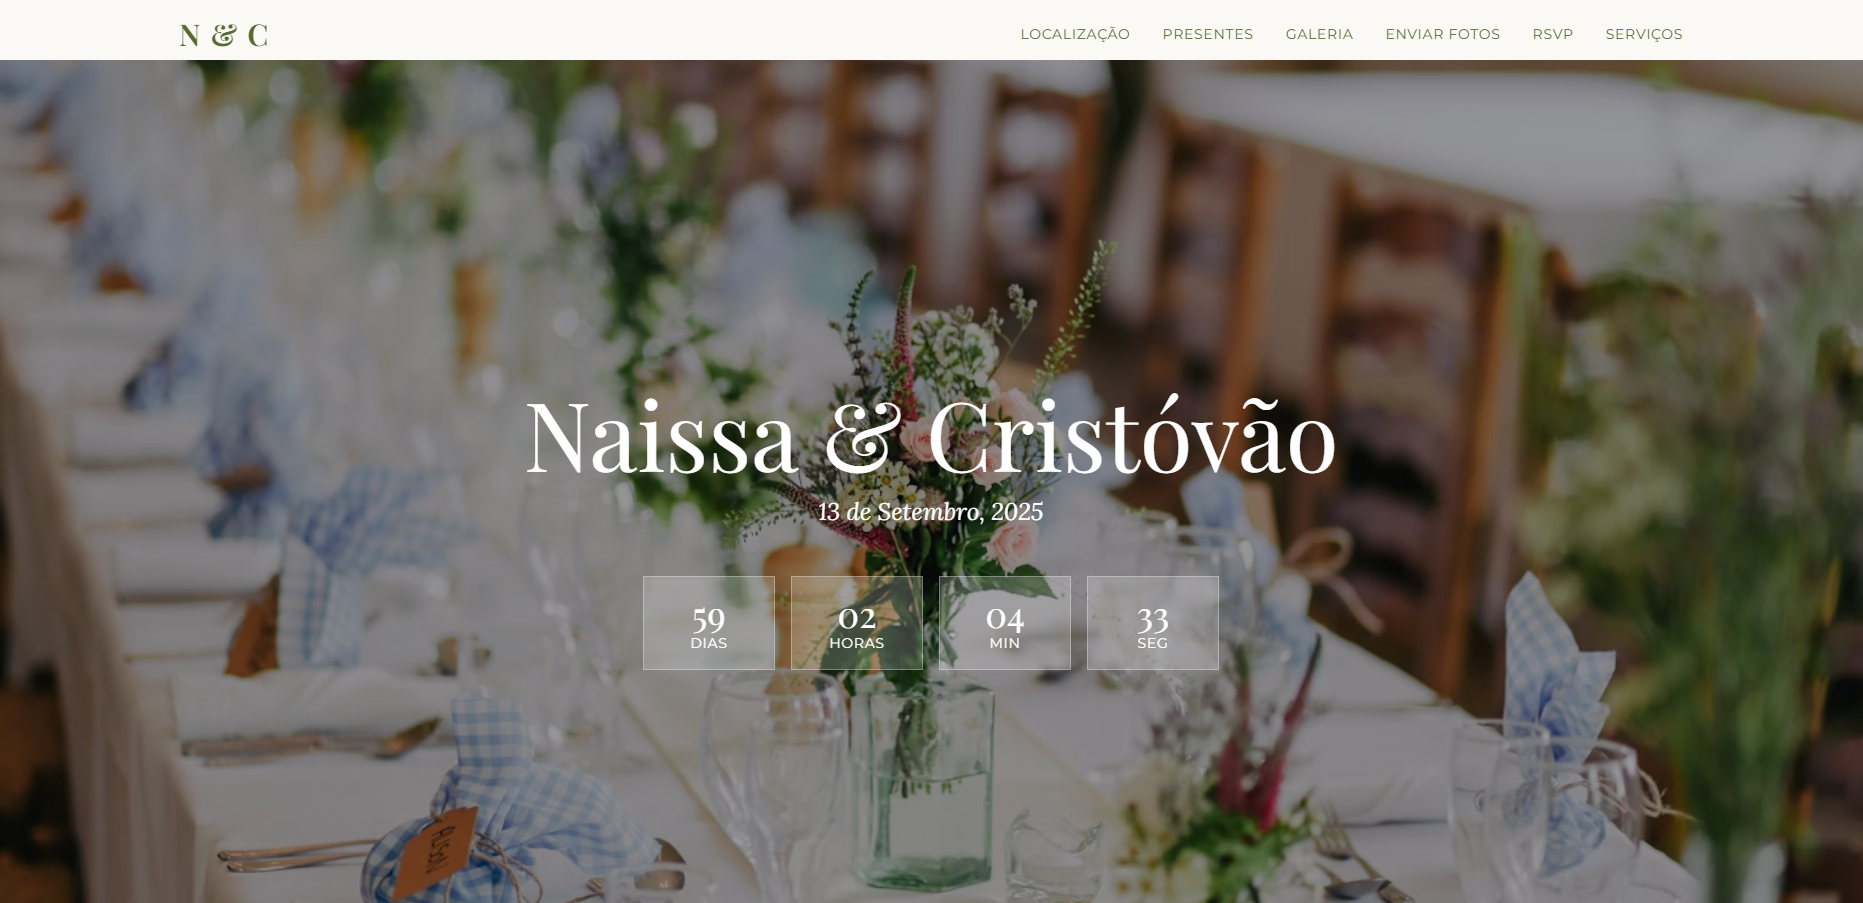 N & C
LOCALIZAÇÃO PRESENTES GALERIA ENVIAR FOTOS RSVP SERVIÇOS
Naissa & Cristóvão
13 de Setembro, 2025
59 02 04 33
DIAS HORAS MIN SEG
ALISON